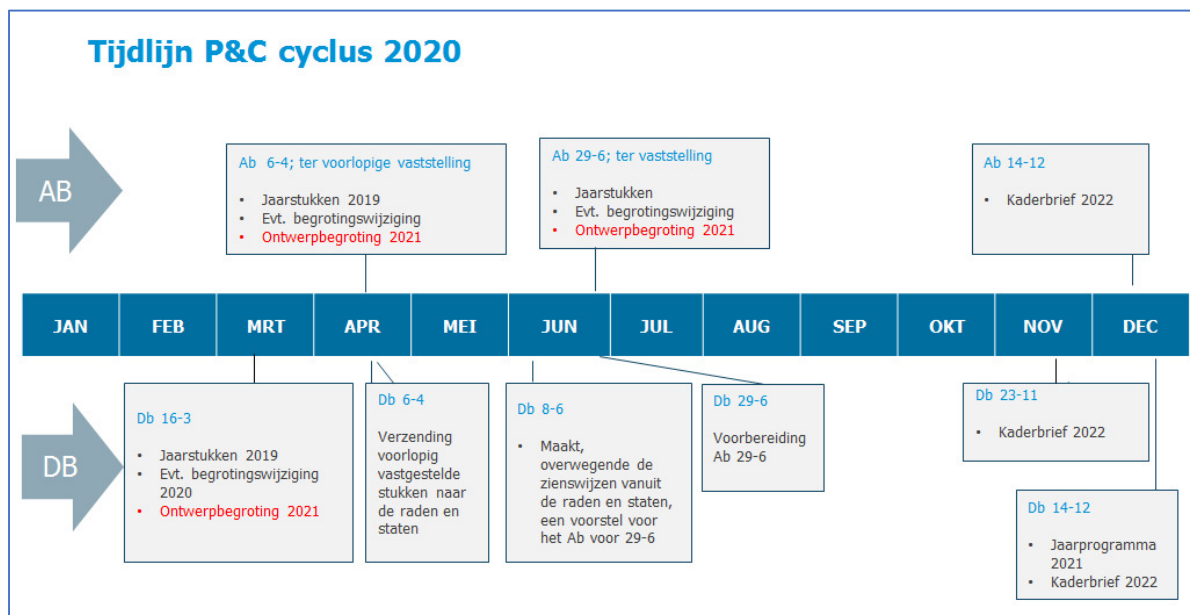 Tijdlijn P&C cyclus 2020
AB
Ab 6-4; ter voorlopige vaststelling
• Jaarstukken 2019
• Evt. begrotingswijziging
• Ontwerpbegroting 2021
Ab 29-6; ter vaststelling
• Jaarstukken
• Evt. begrotingswijziging
• Ontwerpbegroting 2021
Ab 14-12
• Kaderbrief 2022
JAN FEB MRT APR MEI JUN JUL AUG SEP OKT NOV DEC
DB
Db 16-3
• Jaarstukken 2019
• Evt. begrotingswijziging
2020
• Ontwerpbegroting 2021
Db 6-4
Verzending
voorlopig
vastgestelde
stukken naar
de raden en
staten
Db 8-6
• Maakt,
overwegende de
zienswijzen vanuit
de raden en staten,
een voorstel voor
het Ab voor 29-6
Db 29-6
Voorbereiding
Ab 29-6
Db 23-11
• Kaderbrief 2022
Db 14-12
• Jaarprogramma
2021
• Kaderbrief 2022